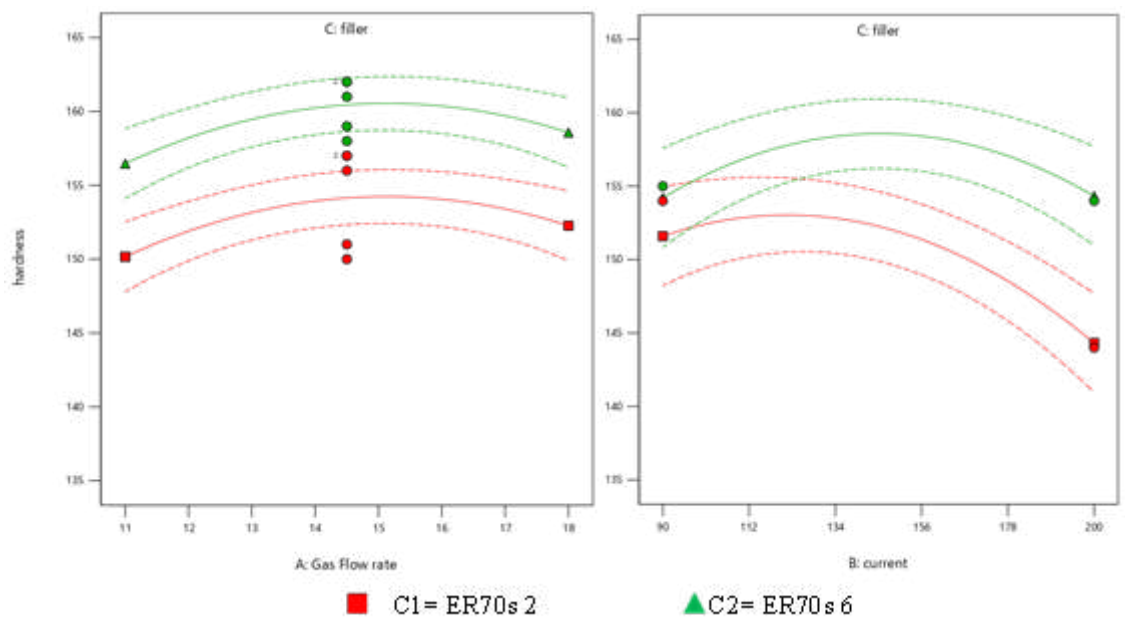 C: filler
C: filler
165
160
155
150
145
140
135
hardness
165
160
155
150
145
140
135
11 12 13 14 15 16 17 18
90 112 134 156 178 200
A: Gas Flow rate
B: current
C1= ER70s 2
C2= ER70s 6